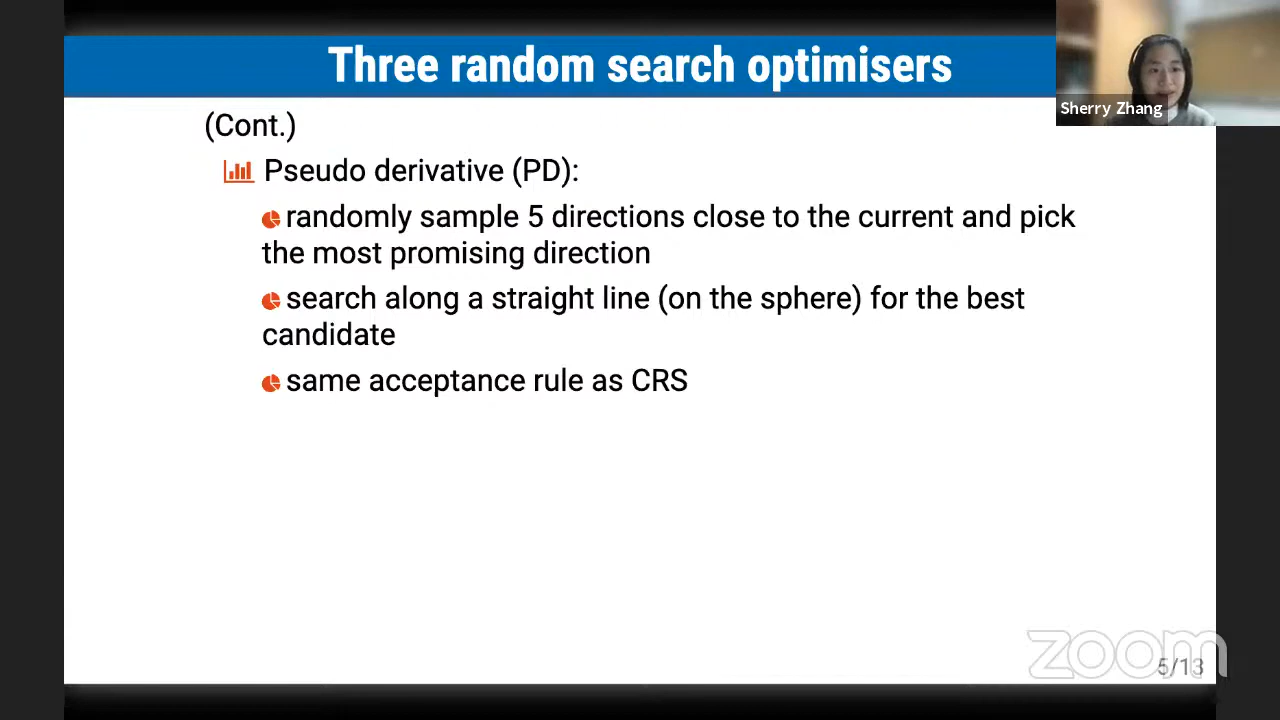 Three random search optimisers
Sherry Zhang
(Cont.)
Pseudo derivative (PD):
randomly sample 5 directions close to the current and pick
the most promising direction
search along a straight line (on the sphere) for the best
candidate
same acceptance rule as CRS
zoom
5/13